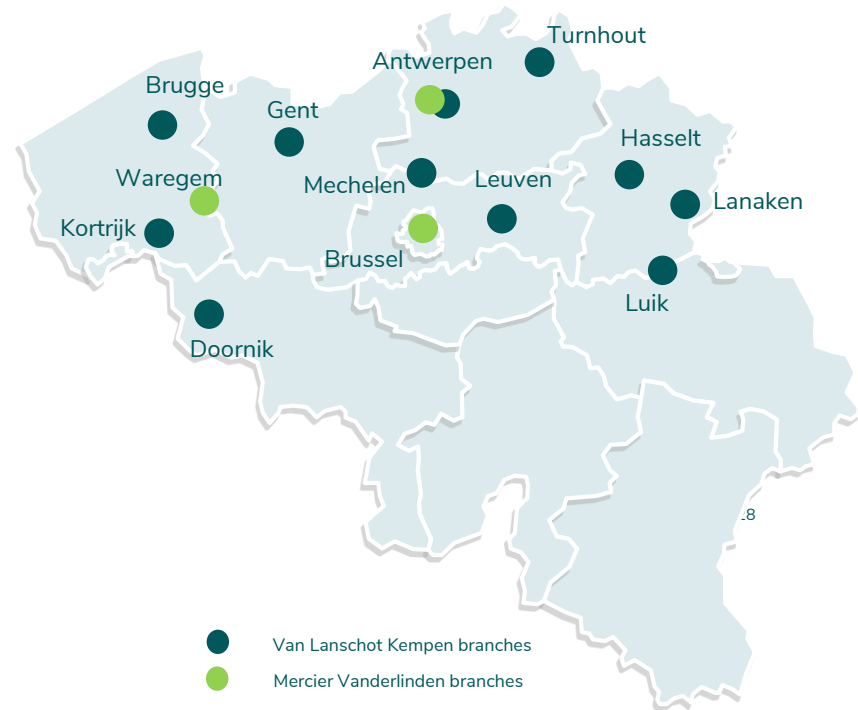 Turnhout
Antwerpen
Brugge
Gent
Hasselt
Waregem
Mechelen
Leuven
Lanaken
Kortrijk
Brussel
Luik
Doornik
Van Lanschot Kempen branches
Mercier Vanderlinden branches